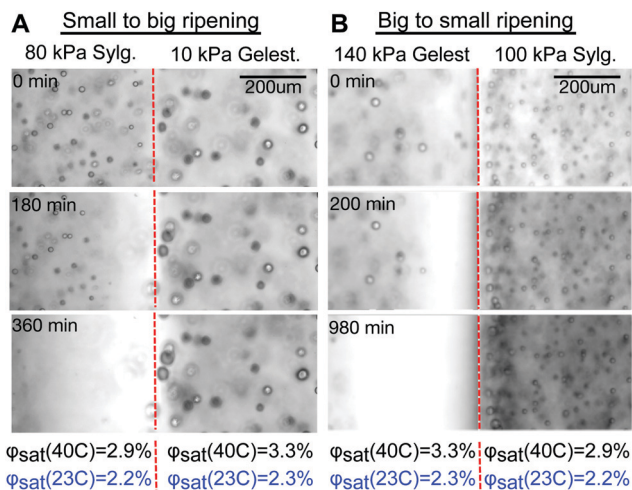 A Small to big ripening
80 kPa Sylg. 10 kPa Gelest.
0 min 200um
180 min
360 min
φsat(40C)=2.9% φsat(40C)=3.3%
φsat(23C)=2.2% φsat(23C)=2.3%
B Big to small ripening
140 kPa Gelest 100 kPa Sylg.
0 min 200um
200 min
980 min
φsat(40C)=3.3% φsat(40C)=2.9%
φsat(23C)=2.3% φsat(23C)=2.2%